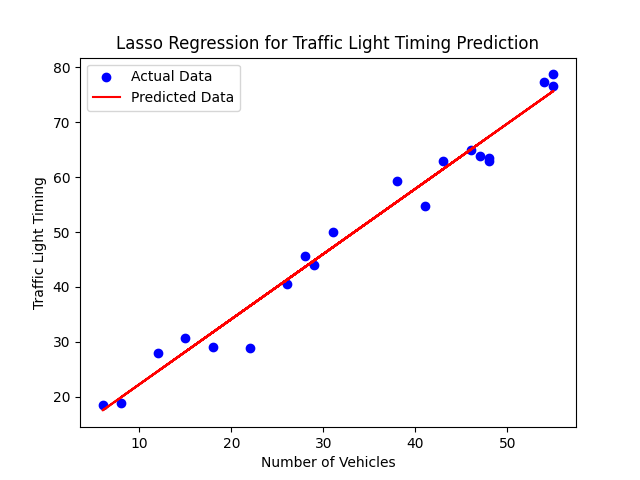 Lasso Regression for Traffic Light Timing Prediction
Actual Data
Predicted Data
80
70
60
50
40
30
20
Traffic Light Timing
10
20
30
40
50
Number of Vehicles